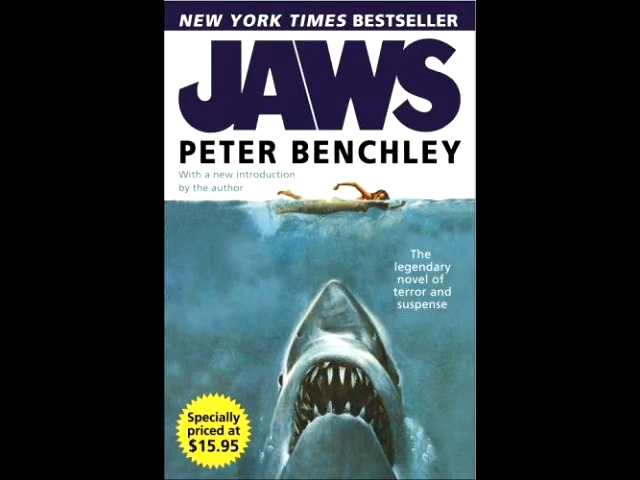 NEW YORK TIMES BESTSELLER
JAWS
PETER BENCHLEY
With a new introduction
by the author
The
legendary
novel of
terror and
suspense
Specially
priced at
$15.95